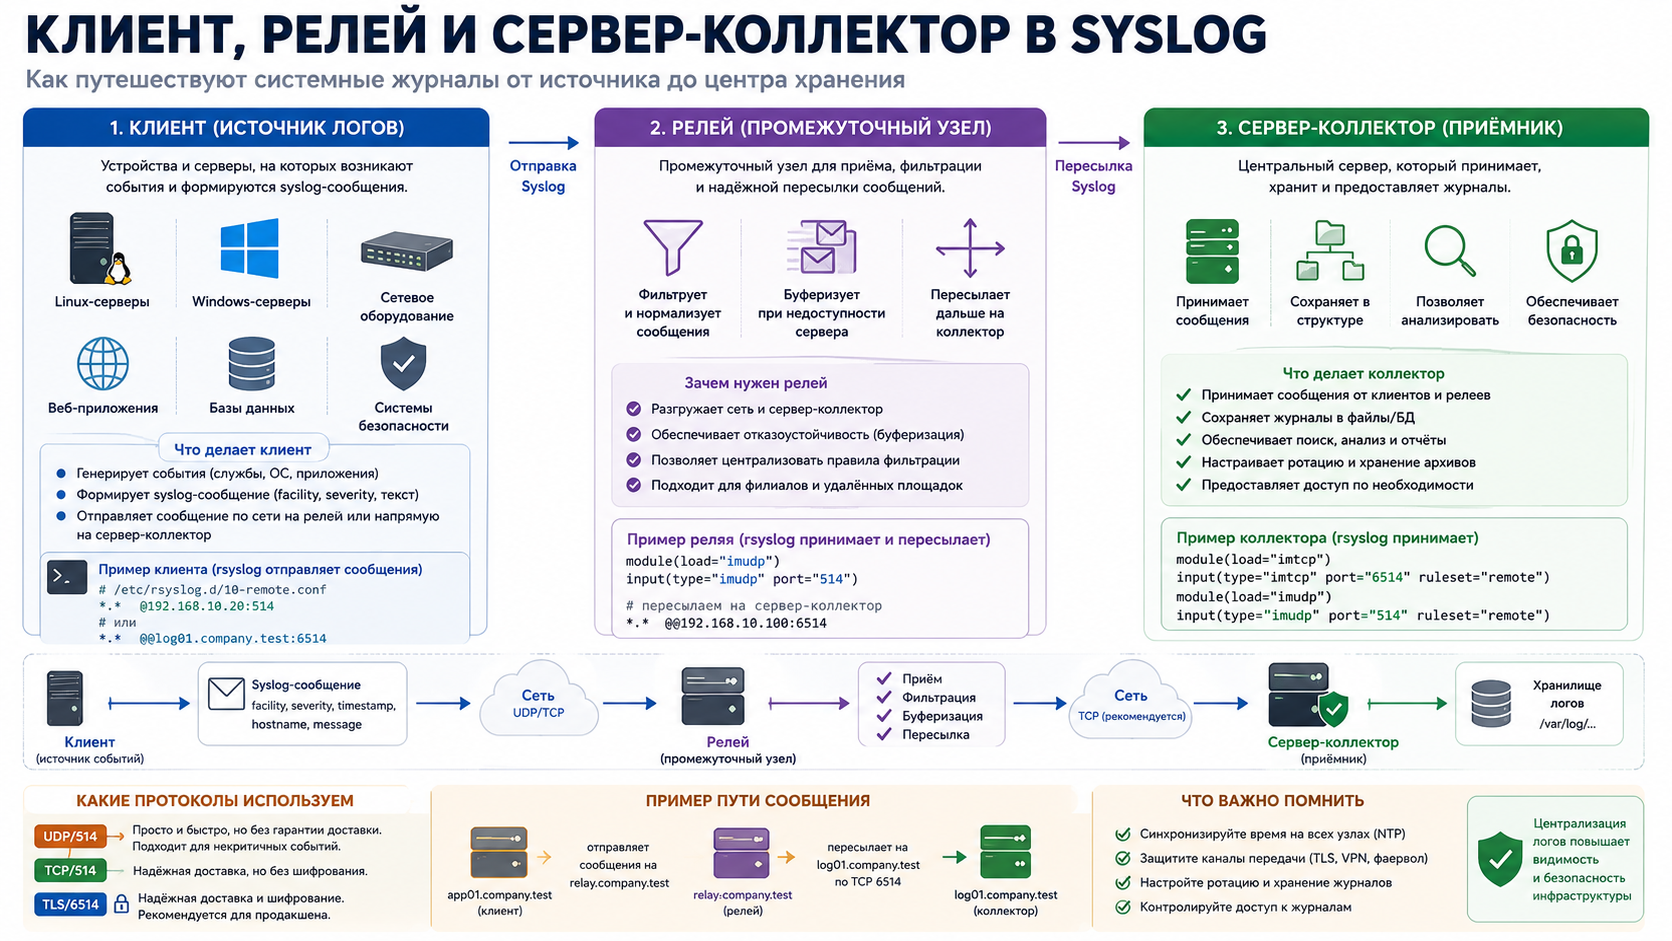 КЛИЕНТ, РЕЛЕЙ И СЕРВЕР-КОЛЛЕКТОР В SYSLOG
Как путешествуют системные журналы от источника до центра хранения
1. КЛИЕНТ (ИСТОЧНИК ЛОГОВ)
Устройства и серверы, на которых возникают
события и формируются syslog-сообщения.
Linux-серверы
Windows-серверы
Сетевое
оборудование
Веб-приложения
Базы данных
Системы
безопасности
Что делает клиент
Генерирует события (службы, ОС, приложения)
Формирует syslog-сообщение (facility, severity, текст)
Отправляет сообщение по сети на релей или напрямую
на сервер-коллектор
>_
Пример клиента (rsyslog отправляет сообщения)
# /etc/rsyslog.d/10-remote.conf
*.* @192.168.10.20:514
# или
*.* @@log01.company.test:6514
Отправка
Syslog
2. РЕЛЕЙ (ПРОМЕЖУТОЧНЫЙ УЗЕЛ)
Промежуточный узел для приёма, фильтрации
и надёжной пересылки сообщений.
Фильтрует
и нормализует
сообщения
Буферизует
при недоступности
сервера
Пересылает
дальше на
коллектор
Зачем нужен релей
Разгружает сеть и сервер-коллектор
Обеспечивает отказоустойчивость (буферизация)
Позволяет централизовать правила фильтрации
Подходит для филиалов и удалённых площадок
Пример реляя (rsyslog принимает и пересылает)
module(load="imudp")
input(type="imudp" port="514")
# пересылаем на сервер-коллектор
*.* @@192.168.10.100:6514
Пересылка
Syslog
3. СЕРВЕР-КОЛЛЕКТОР (ПРИЁМНИК)
Центральный сервер, который принимает,
хранит и предоставляет журналы.
Принимает
сообщения
Сохраняет в
структуре
Позволяет
анализировать
Обеспечивает
безопасность
Что делает коллектор
Принимает сообщения от клиентов и релеев
Сохраняет журналы в файлы/БД
Обеспечивает поиск, анализ и отчёты
Настраивает ротацию и хранение архивов
Предоставляет доступ по необходимости
Пример коллектора (rsyslog принимает)
module(load="imtcp")
input(type="imtcp" port="6514" ruleset="remote")
module(load="imudp")
input(type="imudp" port="514" ruleset="remote")
Клиент
(источник событий)
Syslog-сообщение
facility, severity, timestamp,
hostname, message
Сеть
UDP/TCP
Релей
(промежуточный узел)
Приём
Фильтрация
Буферизация
Пересылка
Сеть
TCP (рекомендуется)
Сервер-коллектор
(приёмник)
Хранилище
логов
/var/log/...
КАКИЕ ПРОТОКОЛЫ ИСПОЛЬЗУЕМ
UDP/514
Просто и быстро, но без гарантии доставки.
Подходит для некритичных событий.
TCP/514
Надёжная доставка, но без шифрования.
TLS/6514
Надёжная доставка и шифрование.
Рекомендуется для продакшена.
ПРИМЕР ПУТИ СООБЩЕНИЯ
app01.company.test
(клиент)
отправляет
сообщения на
relay.company.test
relay.company.test
(релей)
пересылает на
log01.company.test
по TCP 6514
log01.company.test
(коллектор)
ЧТО ВАЖНО ПОМНИТЬ
Синхронизируйте время на всех узлах (NTP)
Защитите каналы передачи (TLS, VPN, фаервол)
Настройте ротацию и хранение журналов
Контролируйте доступ к журналам
Централизация
логов повышает
видимость
и безопасность
инфраструктуры